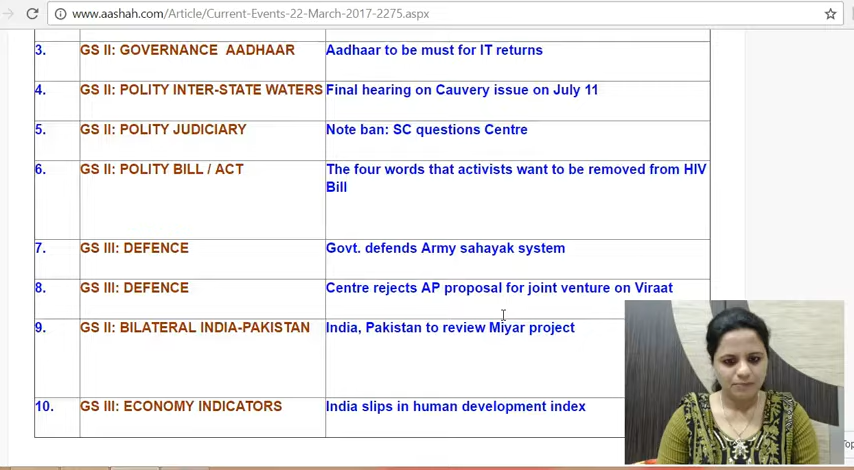 www.aashah.com/Article/Current-Events-22-March-2017-2275.aspx
3. GS II: GOVERNANCE AADHAAR Aadhaar to be must for IT returns
4. GS II: POLITY INTER-STATE WATERS Final hearing on Cauvery issue on July 11
5. GS II: POLITY JUDICIARY Note ban: SC questions Centre
6. GS II: POLITY BILL / ACT The four words that activists want to be removed from HIV
Bill
7. GS III: DEFENCE Govt. defends Army sahayak system
8. GS III: DEFENCE Centre rejects AP proposal for joint venture on Viraat
9. GS II: BILATERAL INDIA-PAKISTAN India, Pakistan to review Miyar project
10. GS III: ECONOMY INDICATORS India slips in human development index